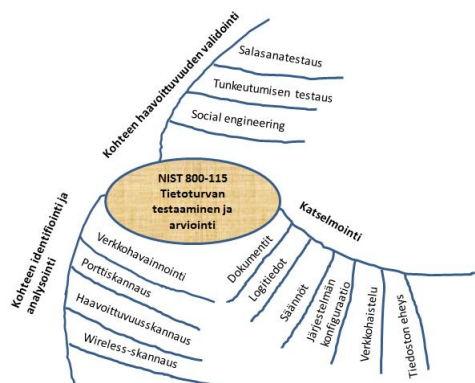 Kohteen haavoittuvuuden validointi
Salasanatestaus
Tunkeutumisen testaus
Social engineering
NIST 800-115
Tietoturvan
testaaminen ja
arviointi
Kohteen identifiointi ja
analysointi
Verkkohavainnointi
Porttiskannaus
Haavoittuvuusskannaus
Wireless-skannaus
Katselmointi
Dokumentit
Logitiedot
Säännöt
Järjestelmän
konfiguraatio
Verkkohaistelu
Tiedoston eheys